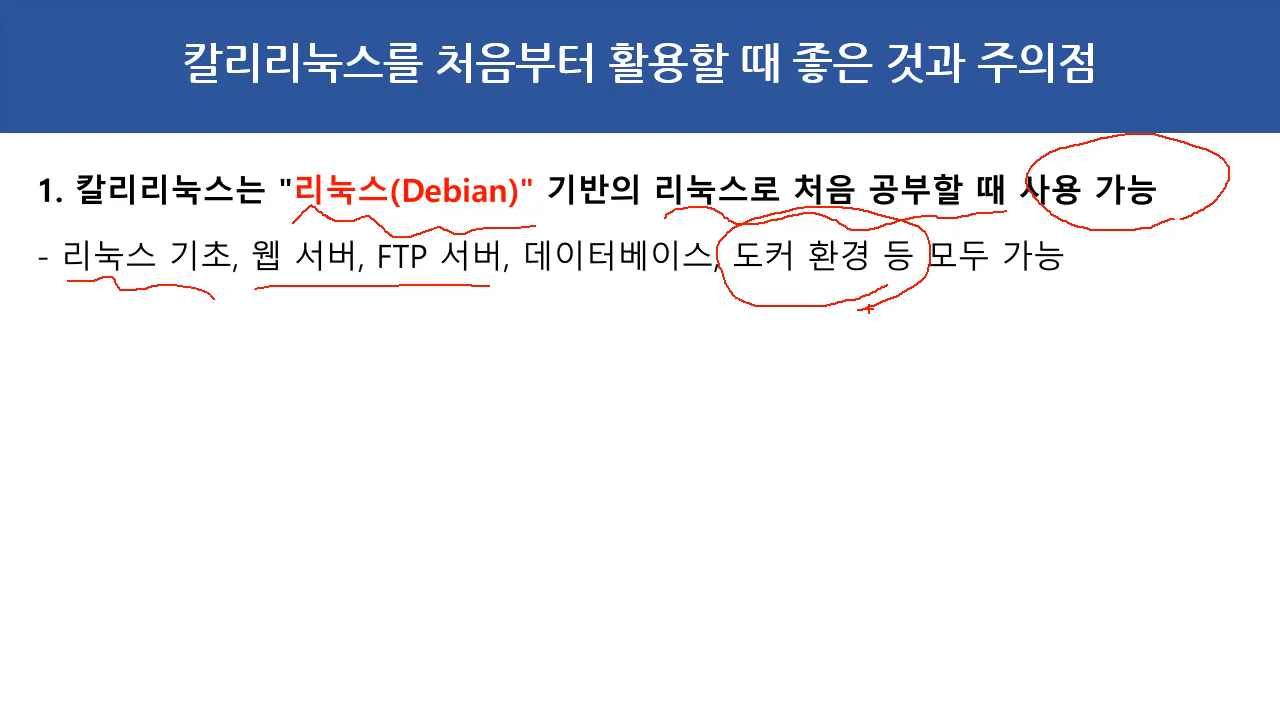 칼리리눅스를 처음부터 활용할 때 좋은 것과 주의점
1. 칼리리눅스는 "리눅스(Debian)" 기반의 리눅스로 처음 공부할 때 사용 가능
- 리눅스 기초, 웹 서버, FTP 서버, 데이터베이스, 도커 환경 등 모두 가능